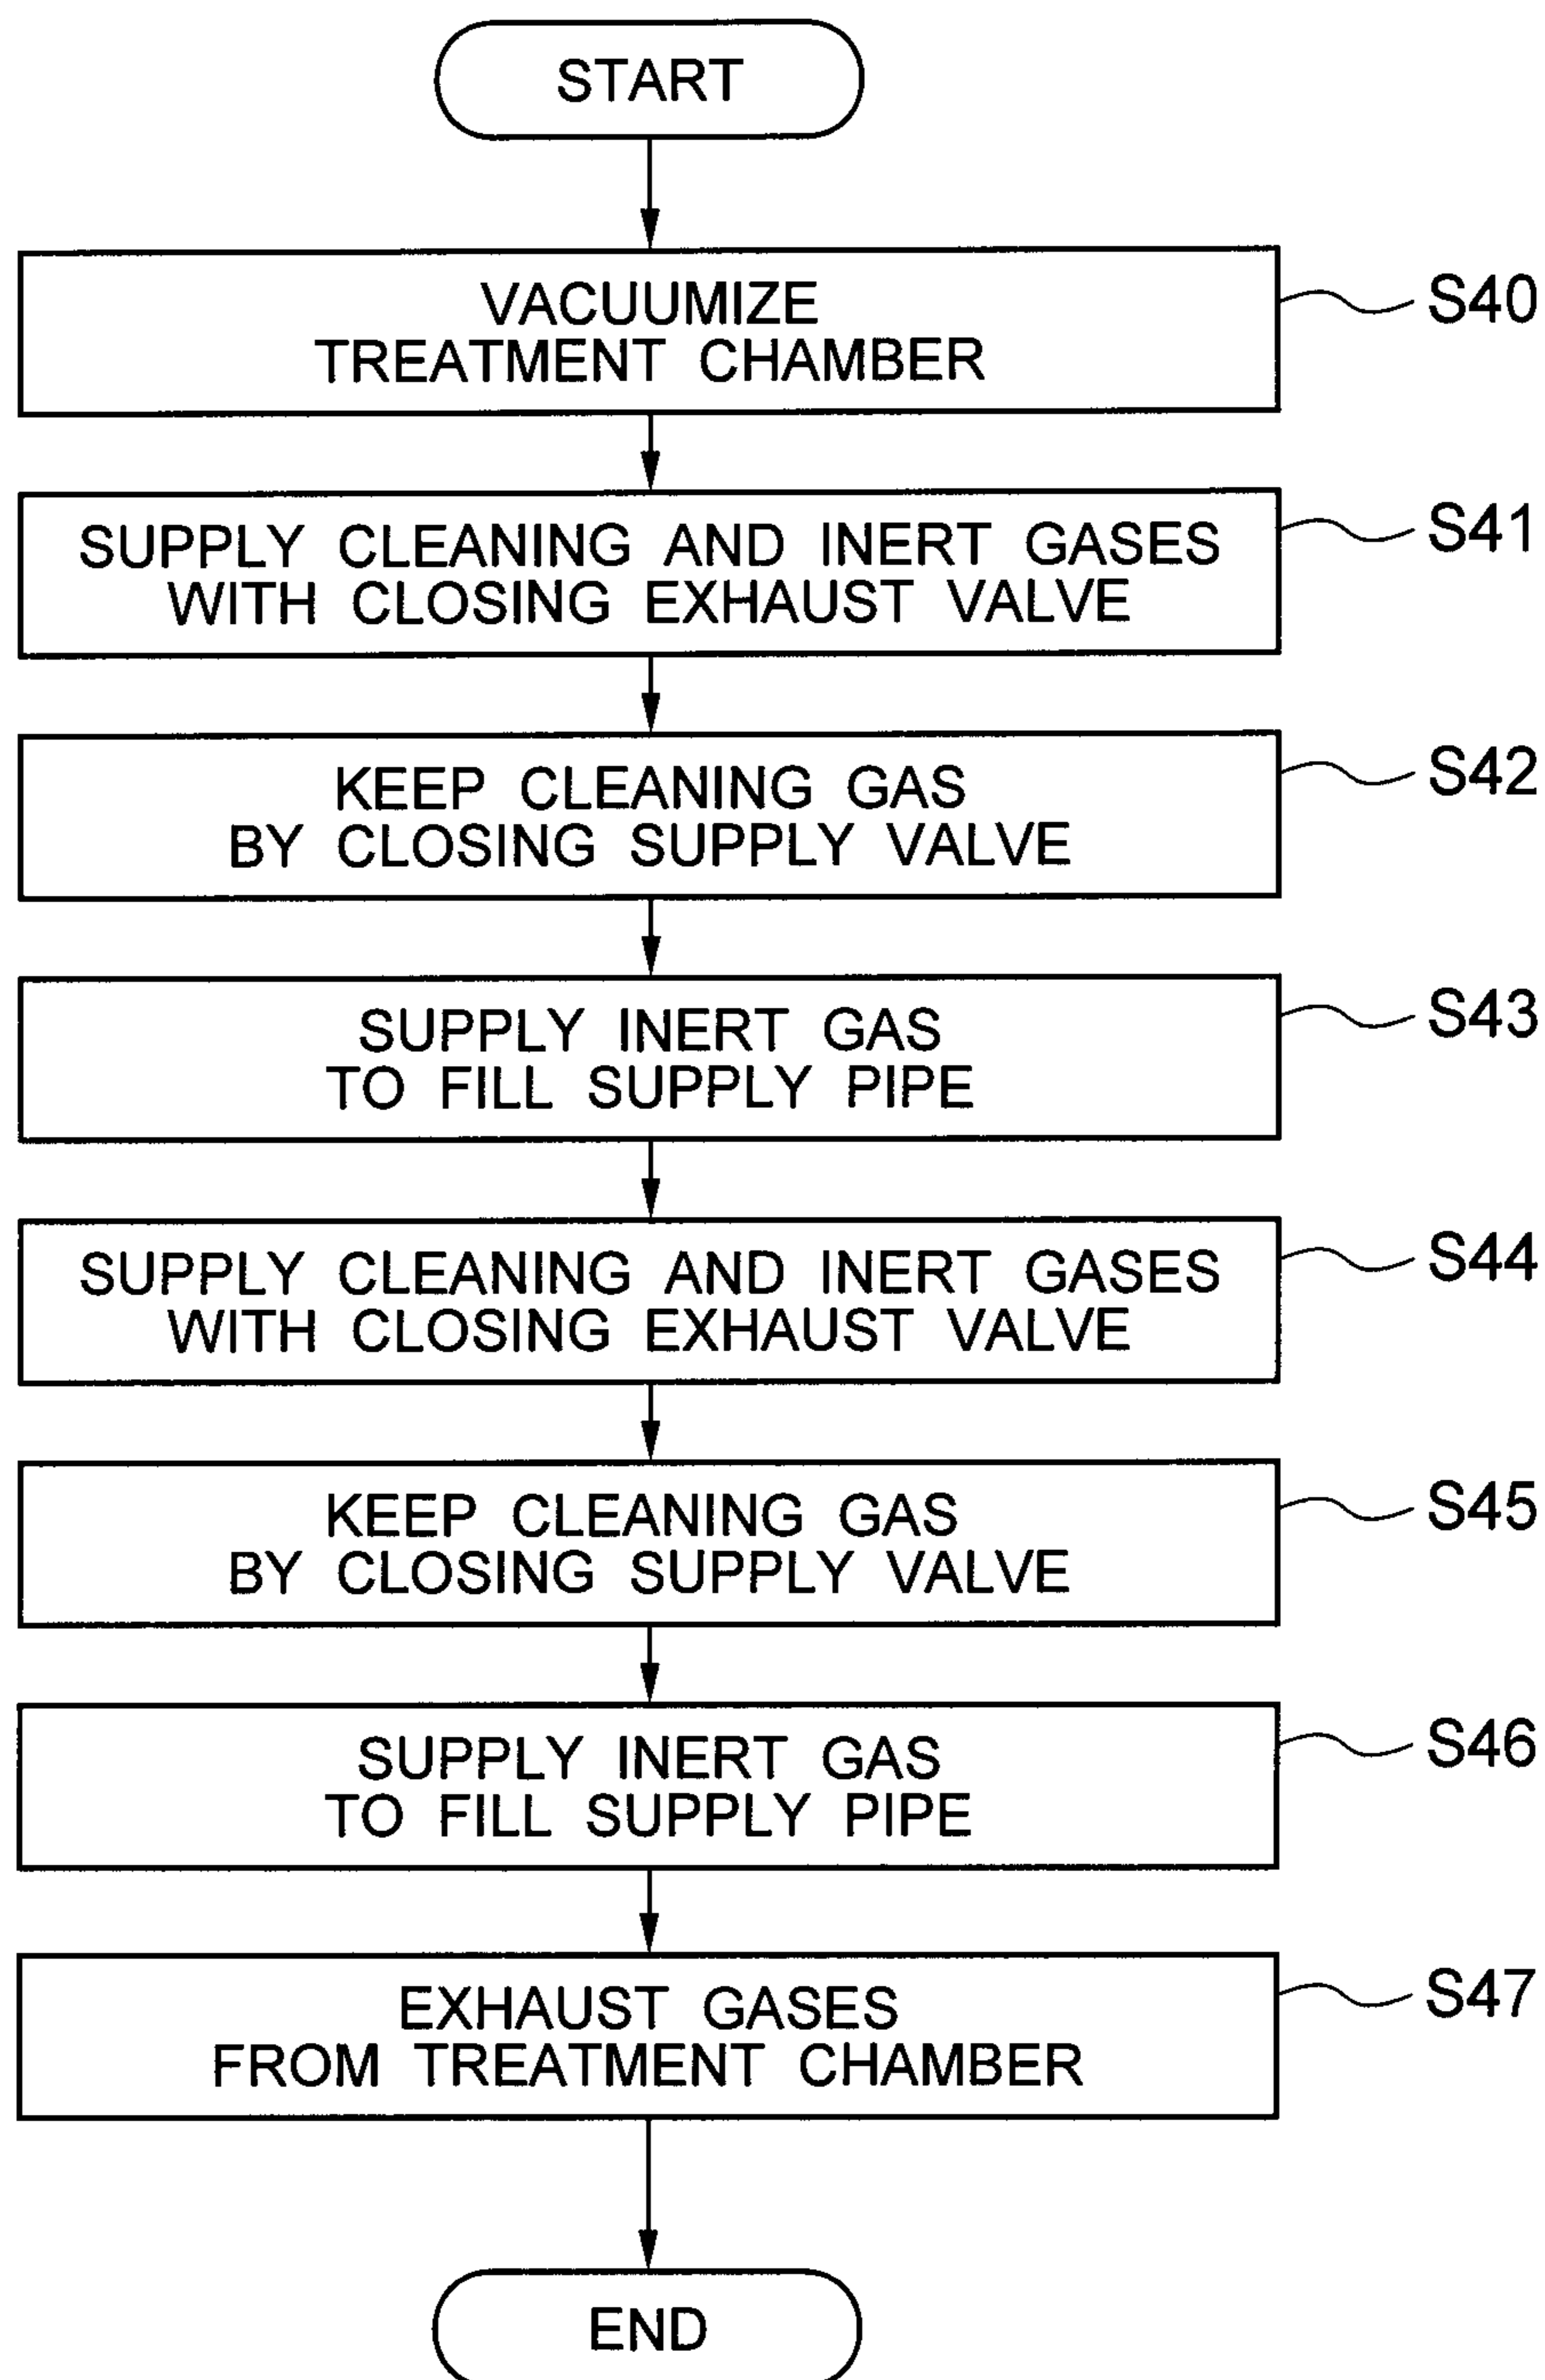 START
VACUUMIZE
TREATMENT CHAMBER
S40
SUPPLY CLEANING AND INERT GASES
WITH CLOSING EXHAUST VALVE
S41
KEEP CLEANING GAS
BY CLOSING SUPPLY VALVE
S42
SUPPLY INERT GAS
TO FILL SUPPLY PIPE
S43
SUPPLY CLEANING AND INERT GASES
WITH CLOSING EXHAUST VALVE
S44
KEEP CLEANING GAS
BY CLOSING SUPPLY VALVE
S45
SUPPLY INERT GAS
TO FILL SUPPLY PIPE
S46
EXHAUST GASES
FROM TREATMENT CHAMBER
S47
END